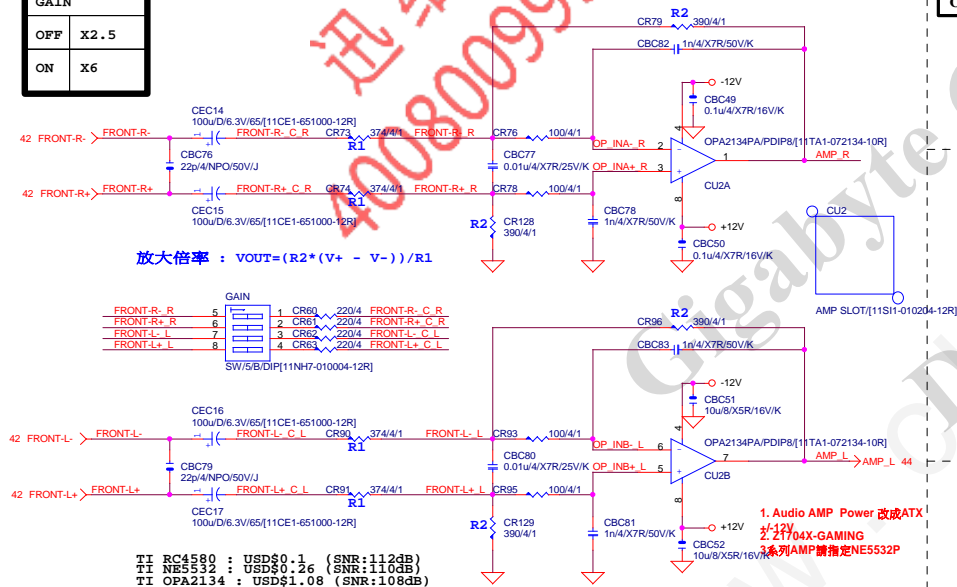 GAIN
OFF X2.5
ON X6
CR79
R2
390/4/1
CBC82 1n/4/X7R/50V/K
-12V
CBC49
0.1u/4/X7R/16V/K
4
CEC14
100u/D/6.3V/65/[11CE1-651000-12R]
42 FRONT-R-
FRONT-R-
FRONT-R-_C_R
CR73
374/4/1
R1
FRONT-R-_R
CR76
100/4/1
OP_INA-_R
2
OPA2134PA/PDIP8/[11TA1-072134-10R]
1
AMP_R
CBC76
22p/4/NPO/50V/J
CBC77
0.01u/4/X7R/25V/K
OP_INA+_R
3
CU2A
42 FRONT-R+
FRONT-R+
FRONT-R+_C_R
CR74
374/4/1
R1
FRONT-R+_R
CR78
100/4/1
8
CEC15
100u/D/6.3V/65/[11CE1-651000-12R]
R2
CR128
390/4/1
CBC78
1n/4/X7R/50V/K
+12V
CBC50
0.1u/4/X7R/16V/K
CU2
AMP SLOT/[11SI1-010204-12R]
放大倍率 : VOUT=(R2*(V+ - V-))/R1
GAIN
FRONT-R-_R 5 1 CR60 220/4 FRONT-R-_C_R
FRONT-R+_R 6 2 CR61 220/4 FRONT-R+_C_R
FRONT-L-_L 7 3 CR62 220/4 FRONT-L-_C_L
FRONT-L+_L 8 4 CR63 220/4 FRONT-L+_C_L
SW/5/B/DIP[11NH7-010004-12R]
R2
CR96
390/4/1
CBC83 1n/4/X7R/50V/K
-12V
CBC51
10u/8/X5R/16V/K
4
CEC16
100u/D/6.3V/65/[11CE1-651000-12R]
42 FRONT-L-
FRONT-L-
FRONT-L-_C_L
CR90
374/4/1
R1
FRONT-L-_L
CR93
100/4/1
OP_INB-_L
6
OPA2134PA/PDIP8/[11TA1-072134-10R]
7
AMP_L
AMP_L 44
CBC79
22p/4/NPO/50V/J
CBC80
0.01u/4/X7R/25V/K
OP_INB+_L
5
CU2B
42 FRONT-L+
FRONT-L+
FRONT-L+_C_L
CR91
374/4/1
R1
FRONT-L+_L
CR95
100/4/1
8
CEC17
100u/D/6.3V/65/[11CE1-651000-12R]
R2
CR129
390/4/1
CBC81
1n/4/X7R/50V/K
+12V
CBC52
10u/8/X5R/16V/K
1. Audio AMP Power 改成ATX
+/-12V
2. Z1704X-GAMING
3系列AMP請指定NE5532P
TI RC4580 : USD$0.1 (SNR:112dB)
TI NE5532 : USD$0.26 (SNR:110dB)
TI OPA2134 : USD$1.08 (SNR:108dB)
Gigabyte